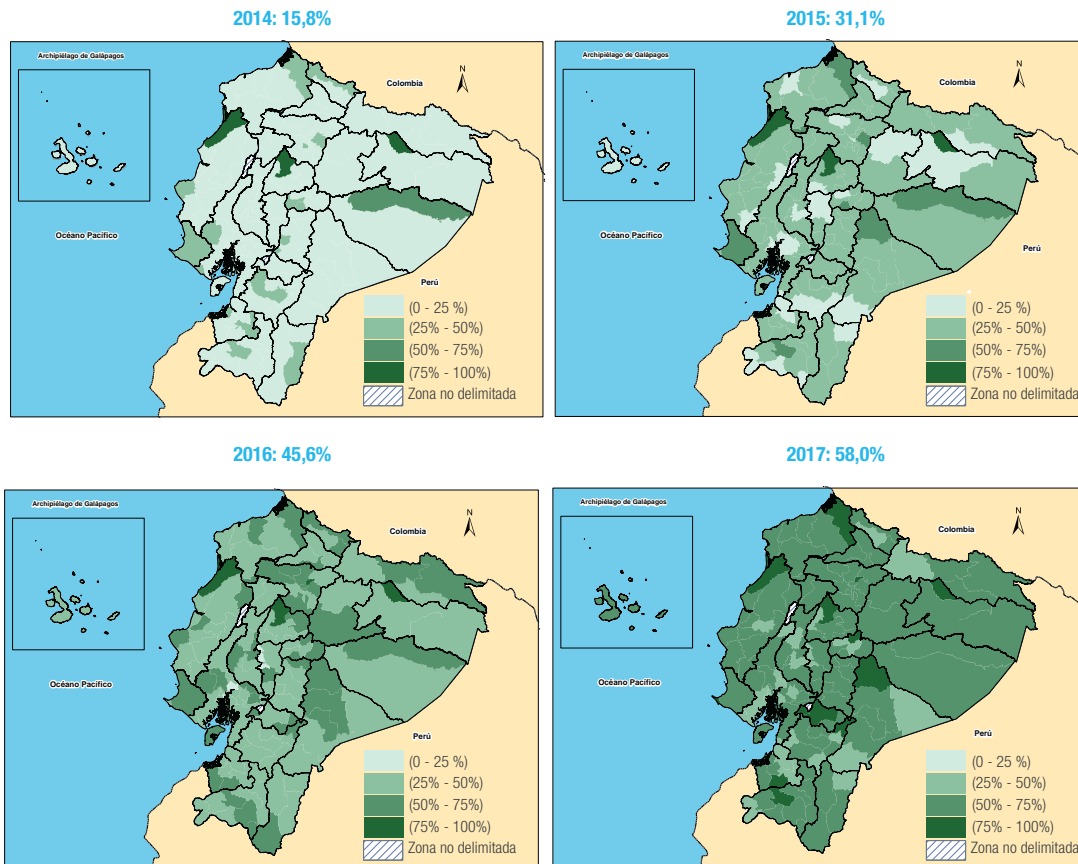 2014: 15,8%
Archipiélago de Galápagos
N
Colombia
Océano Pacífico
Perú
(0 - 25 %)
(25% - 50%)
(50% - 75%)
(75% - 100%)
Zona no delimitada
2015: 31,1%
Archipiélago de Galápagos
N
Colombia
Océano Pacífico
Perú
(0 - 25 %)
(25% - 50%)
(50% - 75%)
(75% - 100%)
Zona no delimitada
2016: 45,6%
Archipiélago de Galápagos
N
Colombia
Océano Pacífico
Perú
(0 - 25 %)
(25% - 50%)
(50% - 75%)
(75% - 100%)
Zona no delimitada
2017: 58,0%
Archipiélago de Galápagos
N
Colombia
Océano Pacífico
Perú
(0 - 25 %)
(25% - 50%)
(50% - 75%)
(75% - 100%)
Zona no delimitada